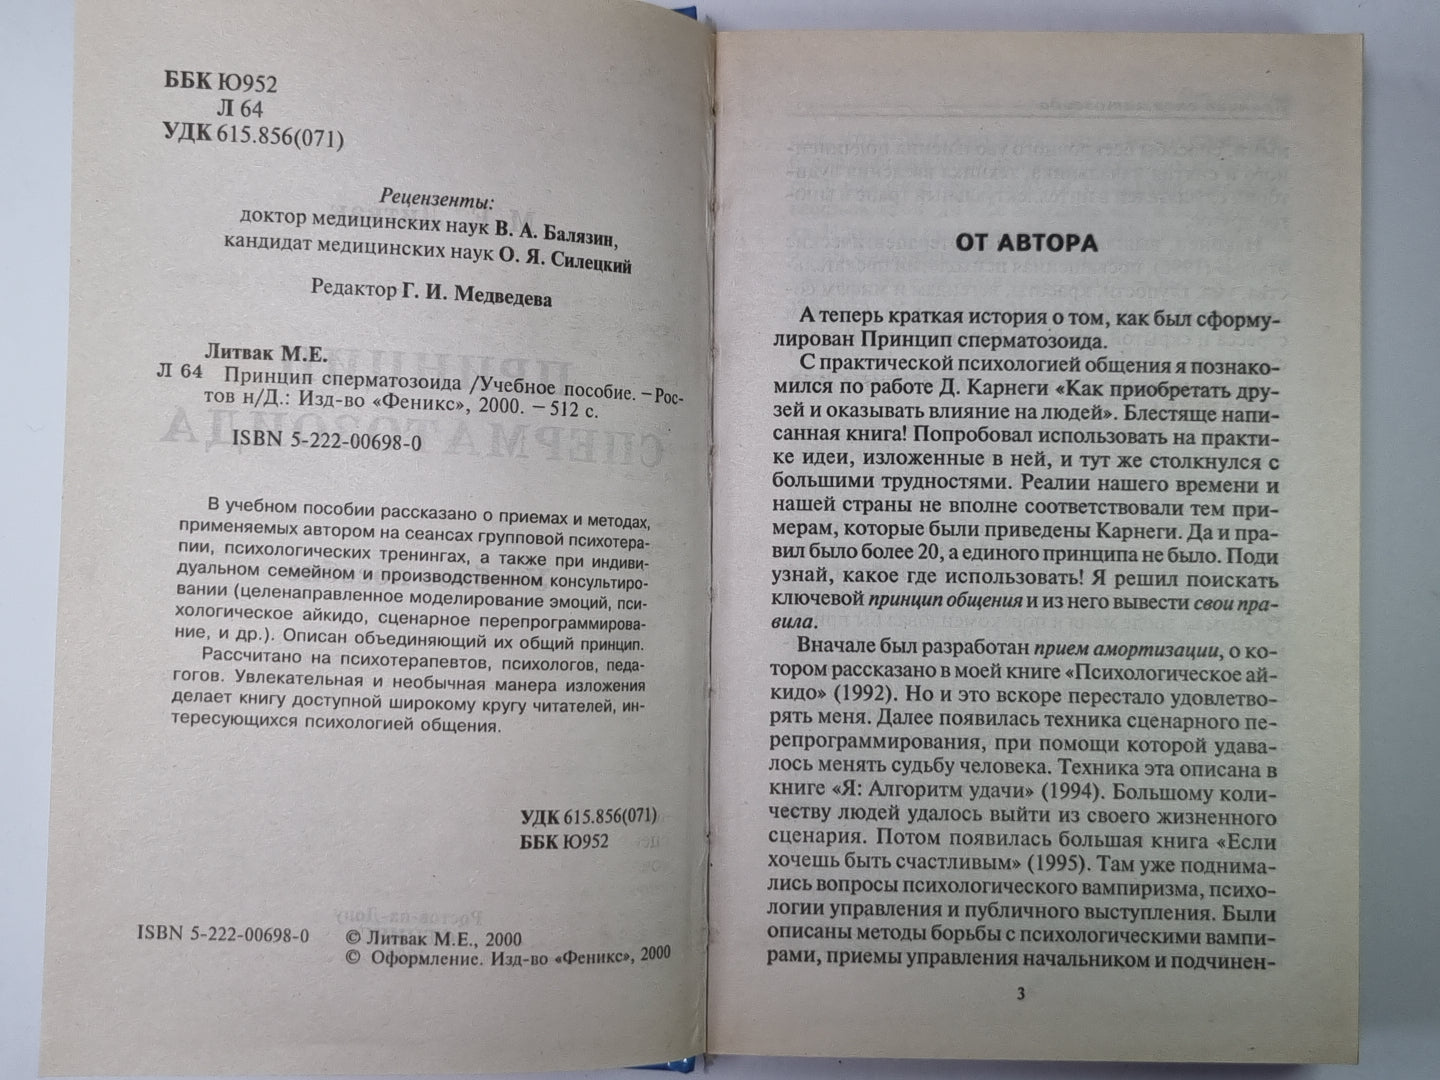 ББК Ю952
Л 64
УДК 615.856(071)
Рецензенты:
доктор медицинских наук В. А. Балязин,
кандидат медицинских наук О. Я. Силецкий
Редактор Г. И. Медведева
Литвак М.Е.
Л 64 Принцип сперматозоида /Учебное пособие. — Рос-
тов н/Д.: Изд-во «Феникс», 2000. — 512 с.
ISBN 5-222-00698-0
В учебном пособии рассказано о приемах и методах,
применяемых автором на сеансах групповой психотера-
пии, психологических тренингах, а также при индиви-
дуальном семейном и производственном консультиро-
вании (целенаправленное моделирование эмоций, пси-
хологическое айкидо, сценарное перепрограммирова-
ние, и др.). Описан объединяющий их общий принцип.
Рассчитано на психотерапевтов, психологов, педа-
гогов. Увлекательная и необычная манера изложения
делает книгу доступной широкому кругу читателей, ин-
тересующихся психологией общения.
УДК 615.856(071)
ББК Ю952
ISBN 5-222-00698-0
© Литвак М.Е., 2000
© Оформление. Изд-во «Феникс», 2000
ОТ АВТОРА
А теперь краткая история о том, как был сформу-
лирован Принцип сперматозоида.
С практической психологией общения я познако-
мился по работе Д. Карнеги «Как приобретать дру-
зей и оказывать влияние на людей». Блестяще напи-
санная книга! Попробовал использовать на практи-
ке идеи, изложенные в ней, и тут же столкнулся с
большими трудностями. Реалии нашего времени и
нашей страны не вполне соответствовали тем при-
мерам, которые были приведены Карнеги. Да и пра-
вил было более 20, а единого принципа не было. Поди
узнай, какое где использовать! Я решил поискать
ключевой принцип общения и из него вывести свои пра-
вила.
Вначале был разработан прием амортизации, о ко-
тором рассказано в моей книге «Психологическое ай-
кидо» (1992). Но и это вскоре перестало удовлетво-
рять меня. Далее появилась техника сценарного пе-
репрограммирования, при помощи которой удава-
лось менять судьбу человека. Техника эта описана в
книге «Я: Алгоритм удачи» (1994). Большому коли-
честву людей удалось выйти из своего жизненного
сценария. Потом появилась большая книга «Если
хочешь быть счастливым» (1995). Там уже поднима-
лись вопросы психологического вампиризма, психо-
логии управления и публичного выступления. Были
описаны методы борьбы с психологическими вампи-
рами, приемы управления начальником и подчинен-
3